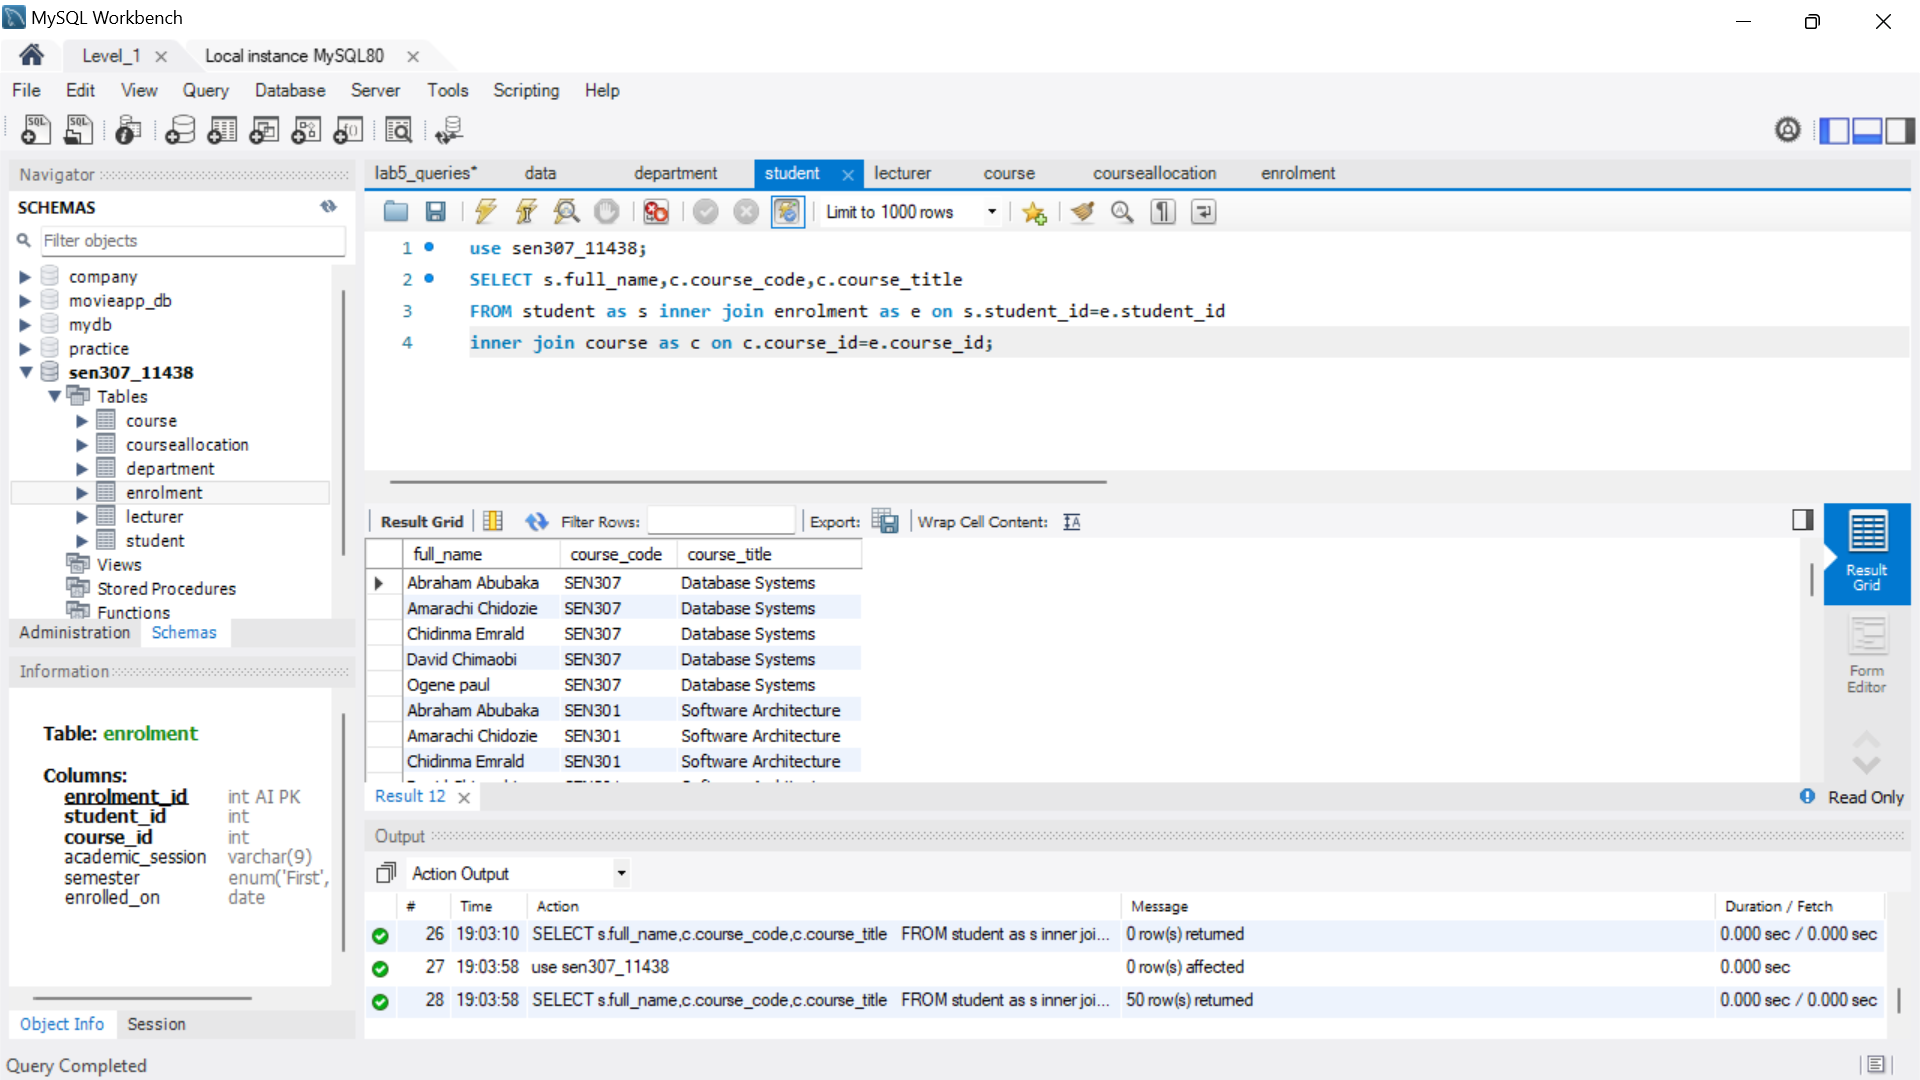 MySQL Workbench
Level_1
Local instance MySQL80
File Edit View Query Database Server Tools Scripting Help
Navigator
SCHEMAS
Filter objects
company
movieapp_db
mydb
practice
sen307_11438
Tables
course
courseallocation
department
enrolment
lecturer
student
Views
Stored Procedures
Functions
Administration Schemas
Information
Table: enrolment
Columns:
enrolment_id int AI PK
student_id int
course_id int
academic_session varchar(9)
semester enum('First',
enrolled_on date
Object Info Session
lab5_queries* data department student lecturer course courseallocation enrolment
Limit to 1000 rows
1 use sen307_11438;
2 SELECT s.full_name,c.course_code,c.course_title
3 FROM student as s inner join enrolment as e on s.student_id=e.student_id
4 inner join course as c on c.course_id=e.course_id;
Result Grid Filter Rows: Export: Wrap Cell Content:
full_name course_code course_title
Abraham Abubaka SEN307 Database Systems
Amarachi Chidozie SEN307 Database Systems
Chidinma Emrald SEN307 Database Systems
David Chimaobi SEN307 Database Systems
Ogene paul SEN307 Database Systems
Abraham Abubaka SEN301 Software Architecture
Amarachi Chidozie SEN301 Software Architecture
Chidinma Emrald SEN301 Software Architecture
Result Grid
Form Editor
Result 12
Read Only
Output
Action Output
# Time Action Message Duration / Fetch
26 19:03:10 SELECT s.full_name,c.course_code,c.course_title FROM student as s inner joi... 0 row(s) returned 0.000 sec / 0.000 sec
27 19:03:58 use sen307_11438 0 row(s) affected 0.000 sec
28 19:03:58 SELECT s.full_name,c.course_code,c.course_title FROM student as s inner joi... 50 row(s) returned 0.000 sec / 0.000 sec
Query Completed